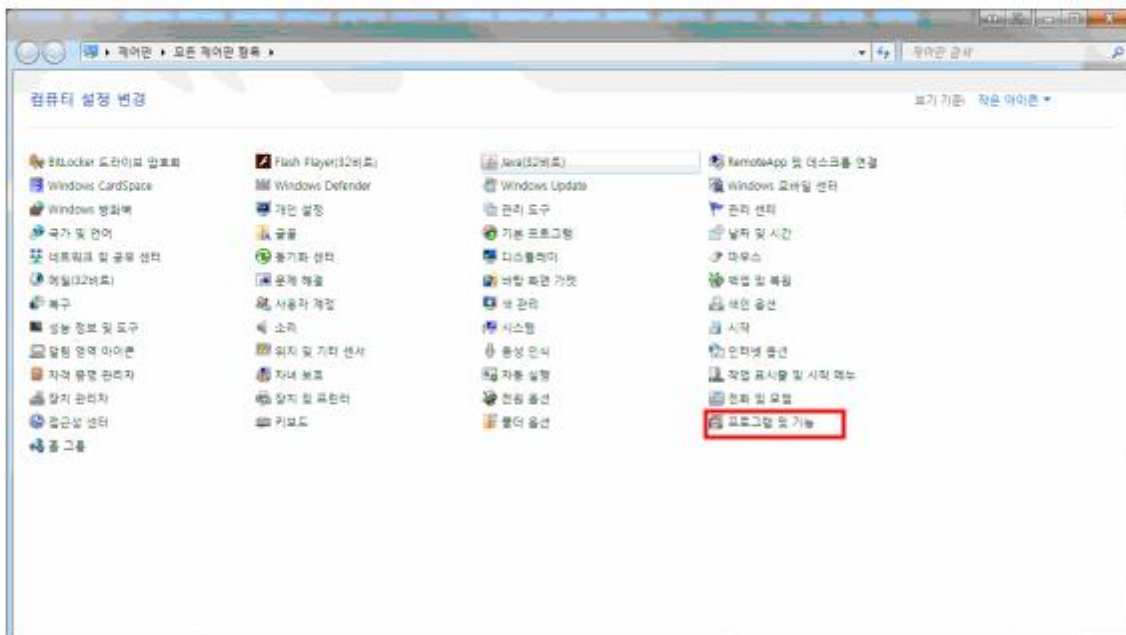 제어판 ▸ 모든 제어판 항목 ▸
제어판 검색
컴퓨터 설정 변경
보기 기준: 작은 아이콘
BitLocker 드라이브 암호화
Flash Player(32비트)
Java(32비트)
RemoteApp 및 데스크톱 연결
Windows CardSpace
Windows Defender
Windows Update
Windows 모바일 센터
Windows 방화벽
개인 설정
관리 도구
관리 센터
국가 및 언어
글꼴
기본 프로그램
날짜 및 시간
네트워크 및 공유 센터
동기화 센터
디스플레이
마우스
메일(32비트)
문제 해결
바탕 화면 가젯
백업 및 복원
복구
사용자 계정
색 관리
색인 옵션
성능 정보 및 도구
소리
시스템
시작
알림 영역 아이콘
위치 및 기타 센서
음성 인식
인터넷 옵션
자격 증명 관리자
자녀 보호
자동 실행
작업 표시줄 및 시작 메뉴
장치 관리자
장치 및 프린터
전원 옵션
전화 및 모뎀
접근성 센터
키보드
폴더 옵션
프로그램 및 기능
홈 그룹